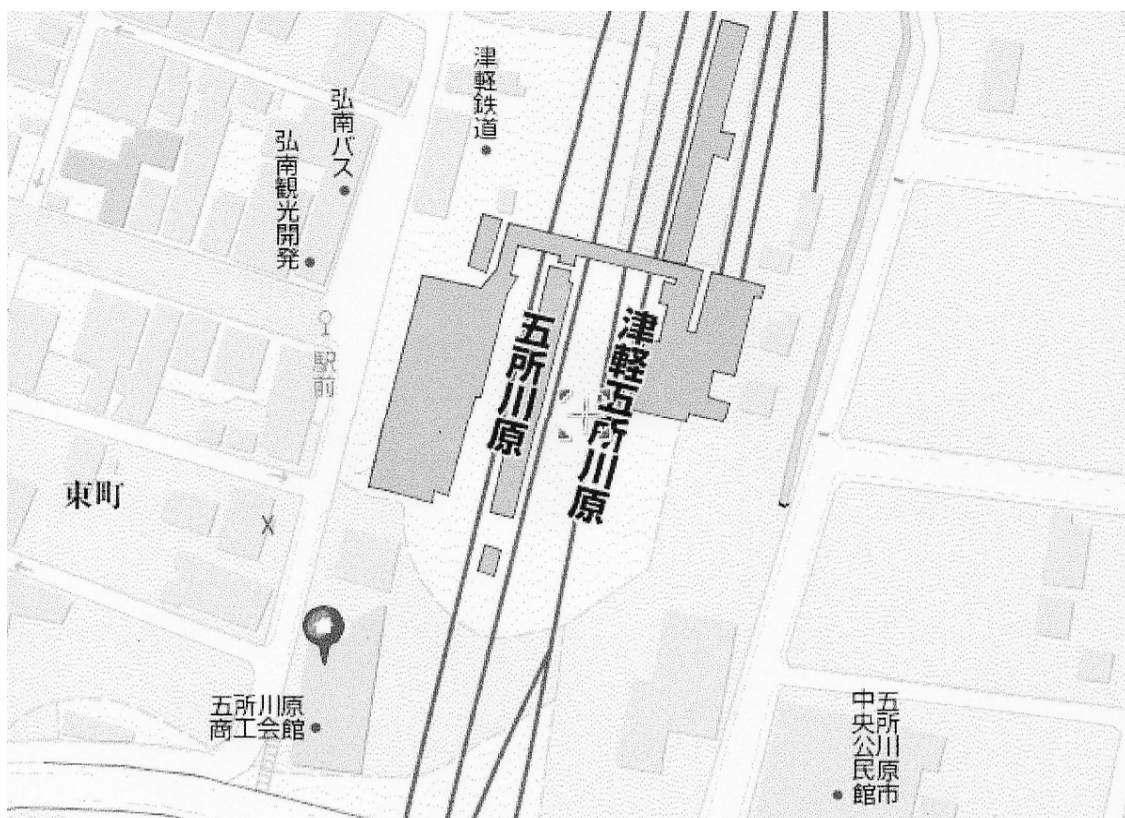 津軽鉄道
弘南バス
弘南観光開発
駅前
五所川原
津軽五所川原
東町
五所川原
商工会館
五所川原市
中央公民館